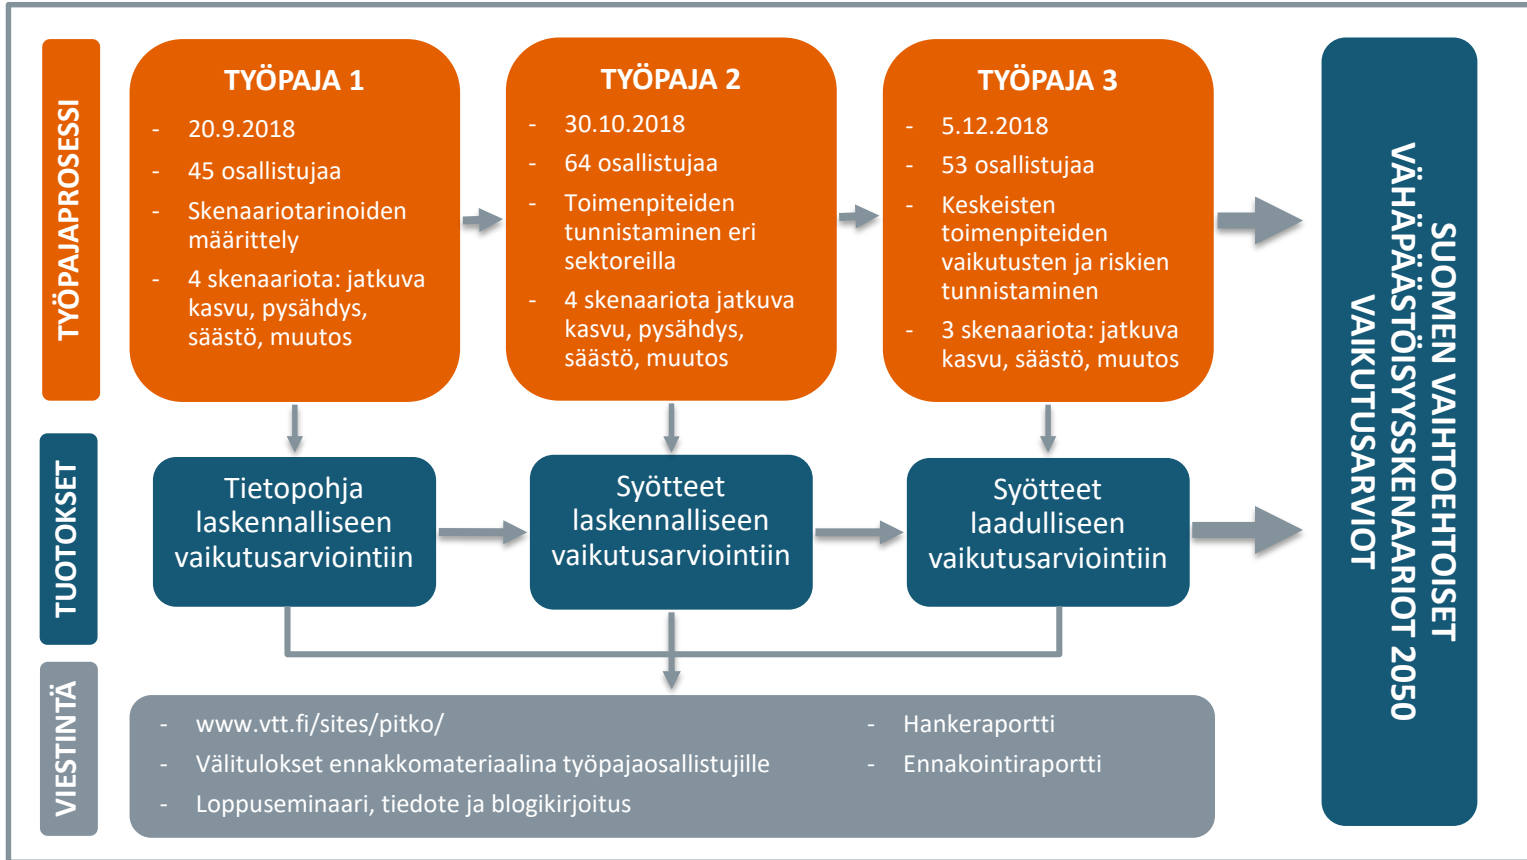 TYÖPAJAPROSESSI
TYÖPAJA 1
- 20.9.2018
- 45 osallistujaa
- Skenaariotarinoiden
määrittely
- 4 skenaariota: jatkuva
kasvu, pysähdys,
säästö, muutos
TYÖPAJA 2
- 30.10.2018
- 64 osallistujaa
- Toimenpiteiden
tunnistaminen eri
sektoreilla
- 4 skenaariota jatkuva
kasvu, pysähdys,
säästö, muutos
TYÖPAJA 3
- 5.12.2018
- 53 osallistujaa
- Keskeisten
toimenpiteiden
vaikutusten ja riskien
tunnistaminen
- 3 skenaariota: jatkuva
kasvu, säästö, muutos
TUOTOKSET
Tietopohja
laskennalliseen
vaikutusarviointiin
Syötteet
laskennalliseen
vaikutusarviointiin
Syötteet
laadulliseen
vaikutusarviointiin
VIESTINTÄ
- www.vtt.fi/sites/pitko/
- Välitulokset ennakkomateriaalina työpajaosallistujille
- Loppuseminaari, tiedote ja blogikirjoitus
- Hankeraportti
- Ennakointiraportti
SUOMEN VAIHTOEHTOISET
VÄHÄPÄÄSTÖISYYSSKENAARIOT 2050
VAIKUTUSARVIOT